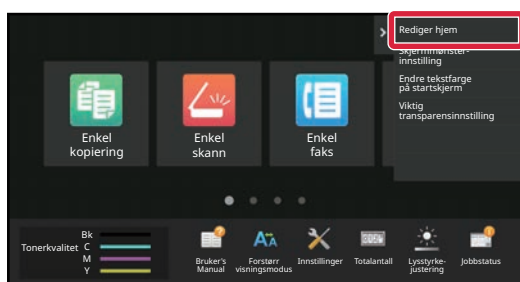 Rediger hjem
Skjermmønster-
innstilling
Endre tekstfarge
på startskjerm
Viktig
transparensinnstilling
Enkel
kopiering
Enkel
skann
Enkel
faks
Tonerkvalitet
Bk
C
M
Y
Bruker's
Manual
Forstørr
visningsmodus
Innstillinger
Totalantall
Lysstyrke-
justering
Jobbstatus